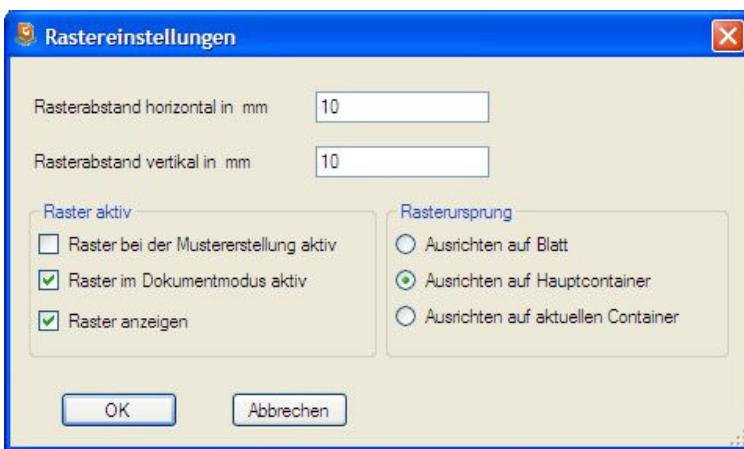 Rastereinstellungen
Rasterabstand horizontal in mm 10
Rasterabstand vertikal in mm 10
Raster aktiv
Raster bei der Mustererstellung aktiv
Raster im Dokumentmodus aktiv
Raster anzeigen
Rasterursprung
Ausrichten auf Blatt
Ausrichten auf Hauptcontainer
Ausrichten auf aktuellen Container
OK Abbrechen